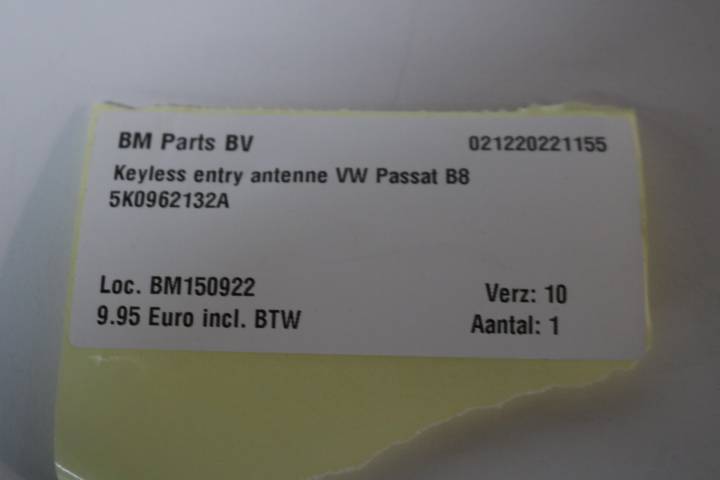 BM Parts BV 021220221155
Keyless entry antenne VW Passat B8
5K0962132A
Loc. BM150922 Verz: 10
9.95 Euro incl. BTW Aantal: 1